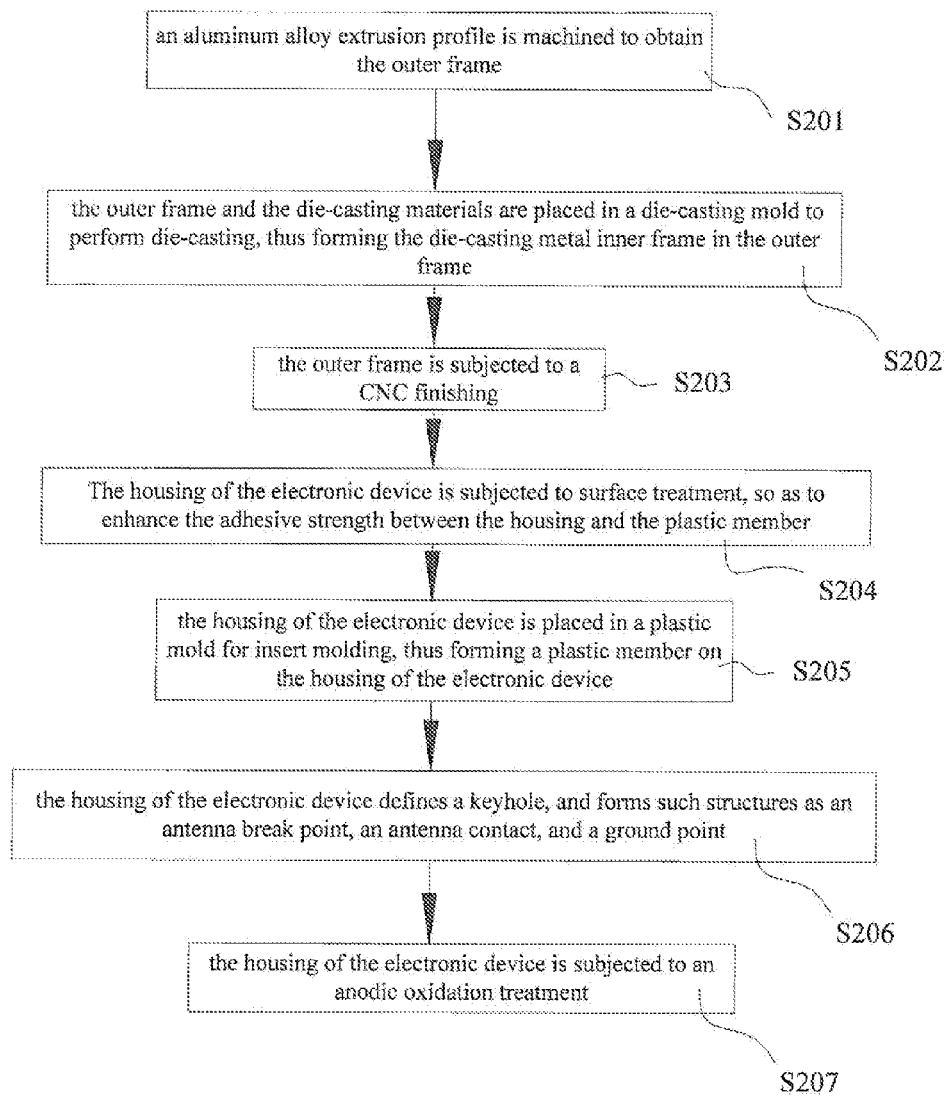 an aluminum alloy extrusion profile is machined to obtain
the outer frame
S201
the outer frame and the die-casting materials are placed in a die-casting mold to
perform die-casting, thus forming the die-casting metal inner frame in the outer
frame
S202
the outer frame is subjected to a
CNC finishing
S203
The housing of the electronic device is subjected to surface treatment, so as to
enhance the adhesive strength between the housing and the plastic member
S204
the housing of the electronic device is placed in a plastic
mold for insert molding, thus forming a plastic member on
the housing of the electronic device
S205
the housing of the electronic device defines a keyhole, and forms such structures as an
antenna break point, an antenna contact, and a ground point
S206
the housing of the electronic device is subjected to an
anodic oxidation treatment
S207